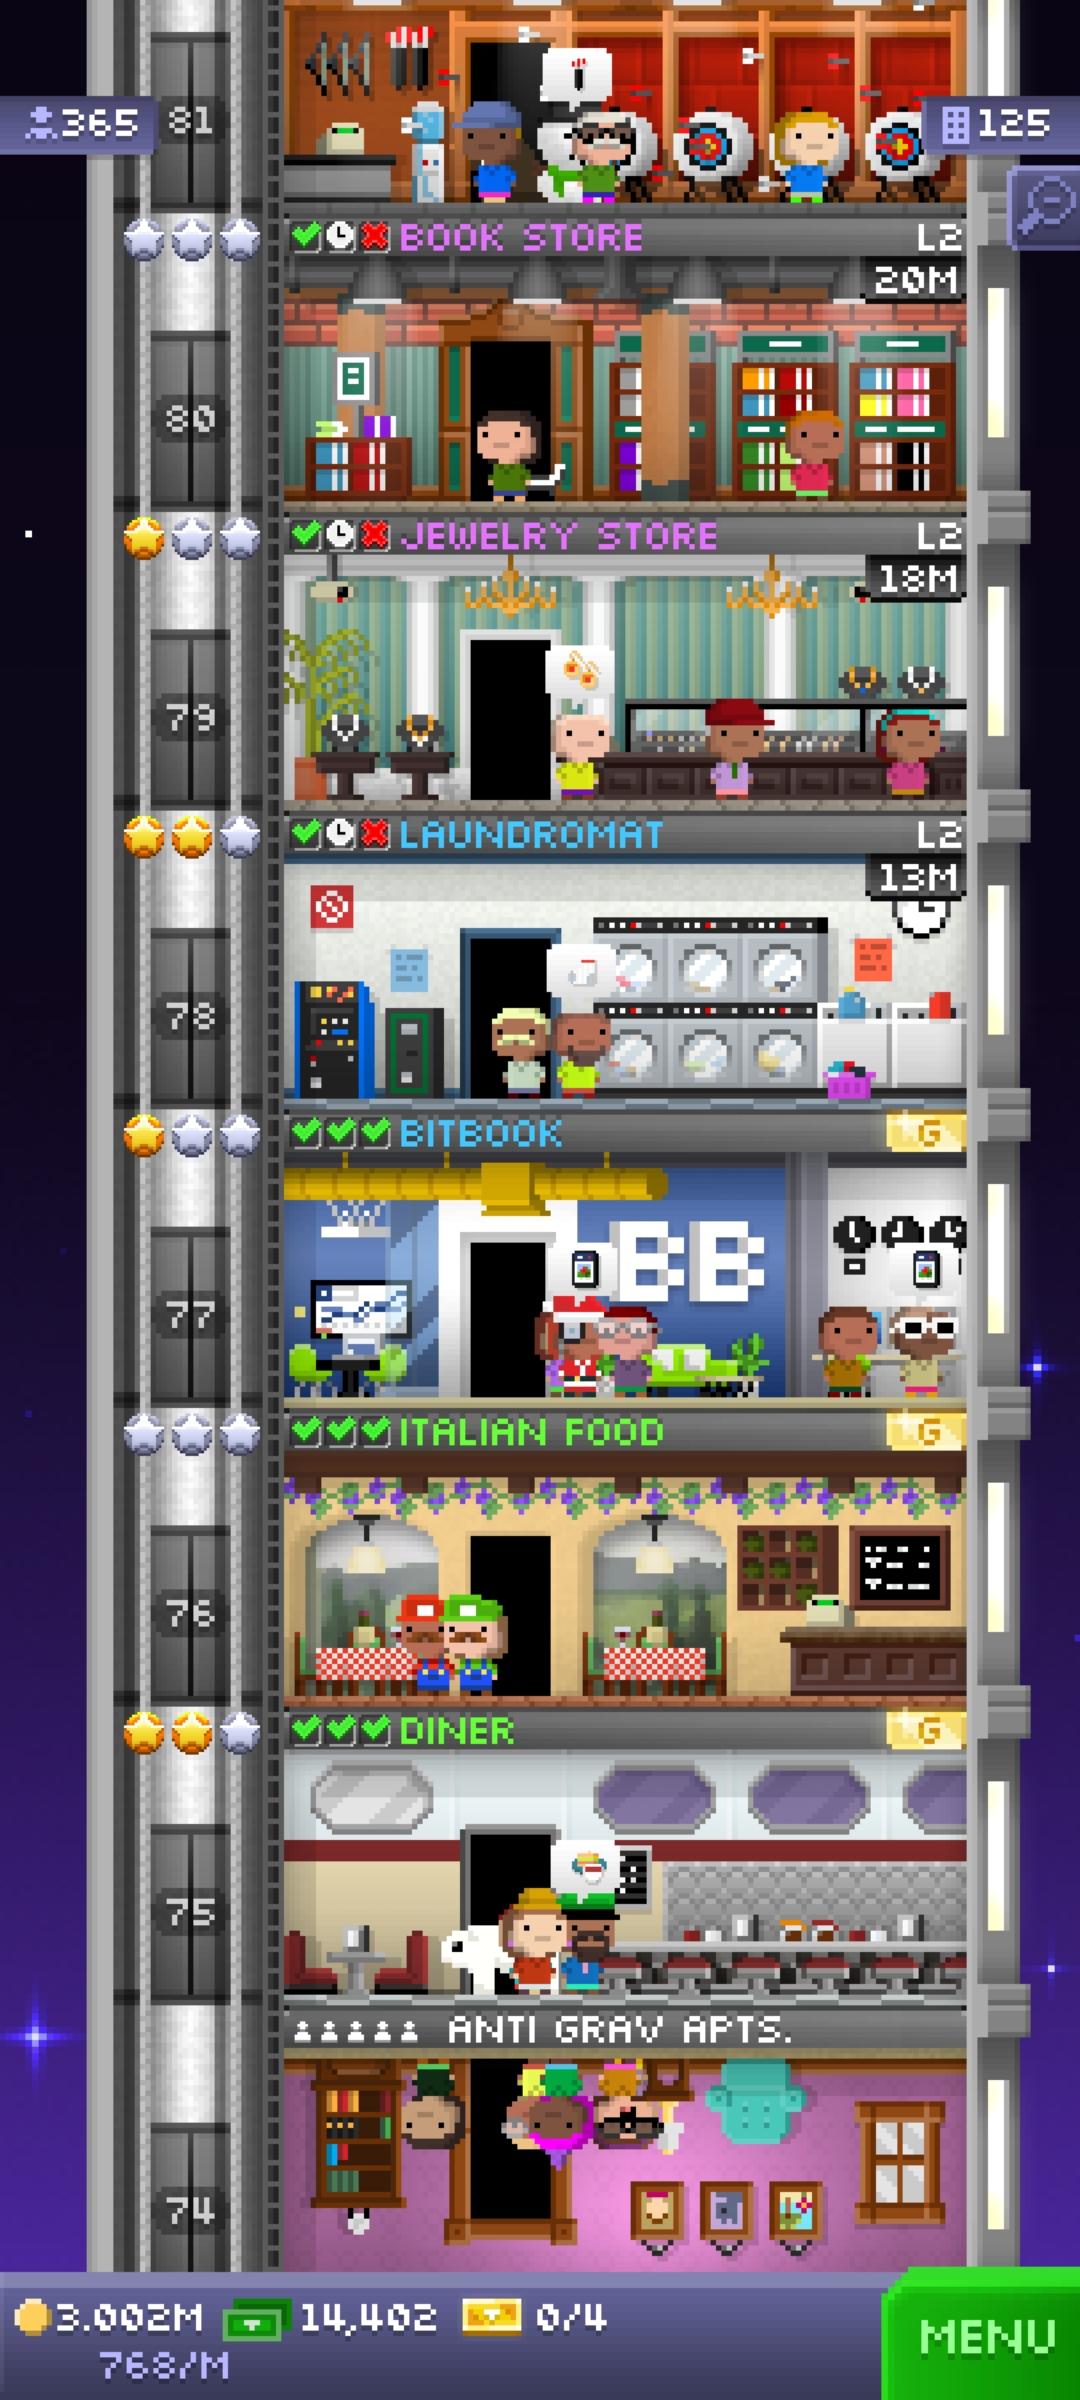 365
81
125
BOOK STORE L2
20M
80
JEWELRY STORE L2
18M
79
LAUNDROMAT L2
13M
78
BITBOOK G
BB
77
ITALIAN FOOD G
76
DINER G
75
ANTI GRAV APTS.
74
3.002M 14,402 0/4
768/M
MENU